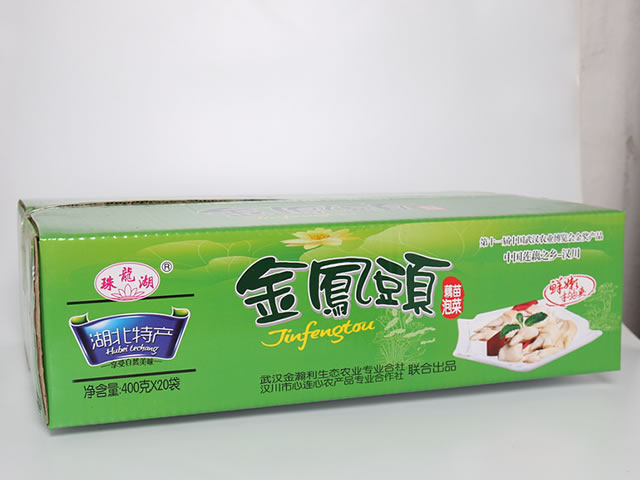 珠龍湖®
湖北特产
Hubei techang
享受自然美味
净含量:400克X20袋
金鳳頭
藕苗
泡菜
Jinfengtou
武汉金瀚利生态农业专业合社
汉川市心连心农产品专业合作社
联合出品
第十一届中国武汉农业博览会金奖产品
中国莲藕之乡-汉川
鲜嫩